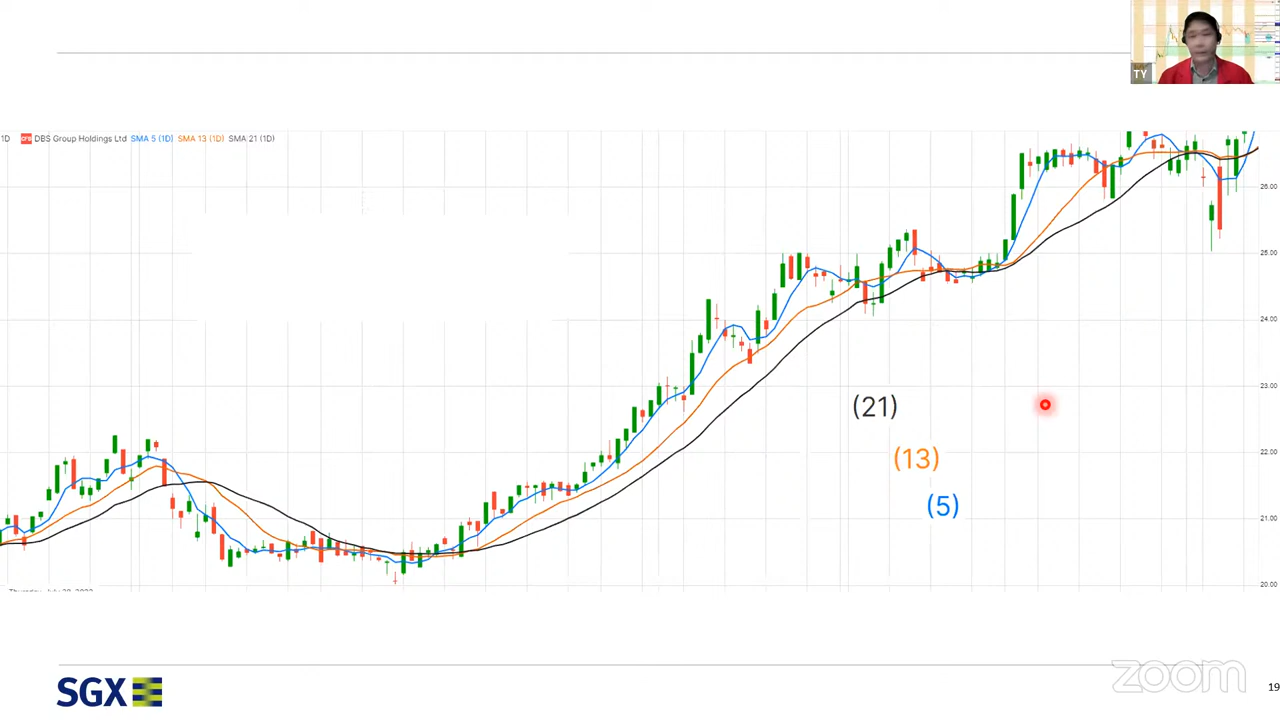 TY
1D DBS Group Holdings Ltd SMA 5 (1D) SMA 13 (1D) SMA 21 (1D)
26.00
25.00
24.00
23.00
(21)
22.00
(13)
(5)
21.00
20.00
SGX
zoom
19